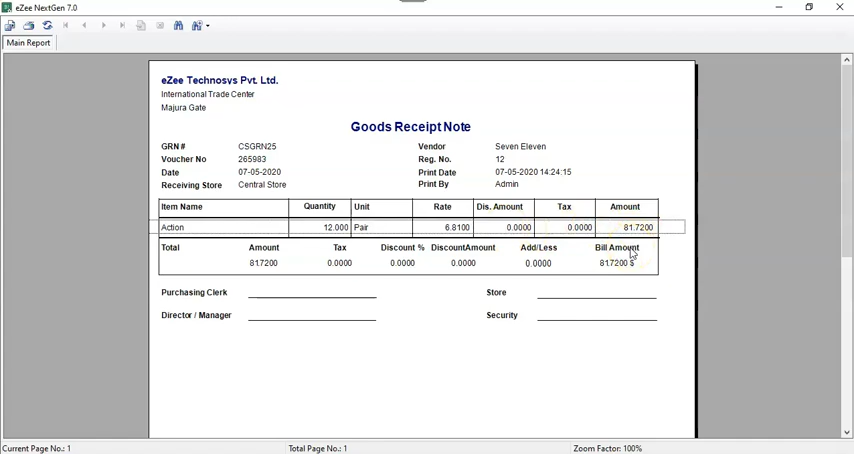 eZee NextGen 7.0
Main Report
eZee Technosys Pvt. Ltd.
International Trade Center
Majura Gate
Goods Receipt Note
GRN # CSGRN25 Vendor Seven Eleven
Voucher No 265983 Reg. No. 12
Date 07-05-2020 Print Date 07-05-2020 14:24:15
Receiving Store Central Store Print By Admin
Item Name Quantity Unit Rate Dis. Amount Tax Amount
Action 12.000 Pair 6.8100 0.0000 0.0000 81.7200
Total Amount Tax Discount % DiscountAmount Add/Less Bill Amount
81.7200 0.0000 0.0000 0.0000 0.0000 81.7200 $
Purchasing Clerk Store
Director / Manager Security
Current Page No.: 1 Total Page No.: 1 Zoom Factor: 100%